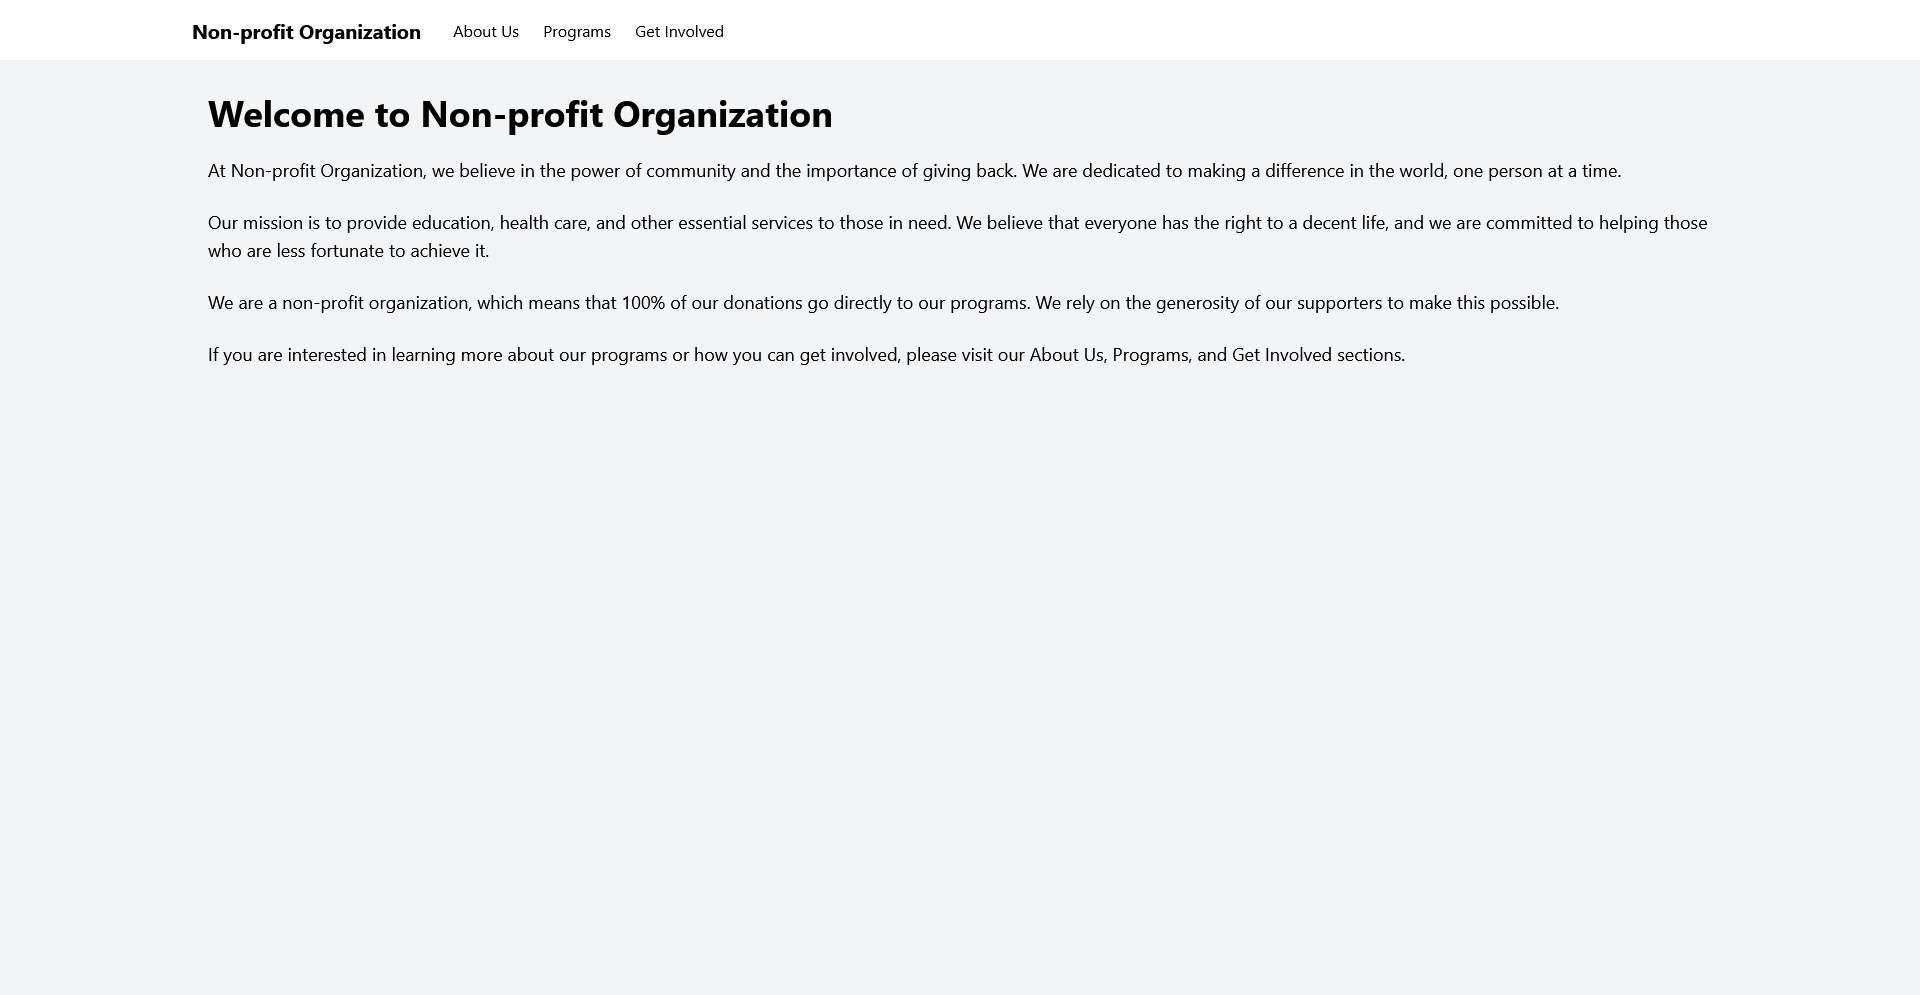 Non-profit Organization About Us Programs Get Involved
Welcome to Non-profit Organization
At Non-profit Organization, we believe in the power of community and the importance of giving back. We are dedicated to making a difference in the world, one person at a time.
Our mission is to provide education, health care, and other essential services to those in need. We believe that everyone has the right to a decent life, and we are committed to helping those
who are less fortunate to achieve it.
We are a non-profit organization, which means that 100% of our donations go directly to our programs. We rely on the generosity of our supporters to make this possible.
If you are interested in learning more about our programs or how you can get involved, please visit our About Us, Programs, and Get Involved sections.